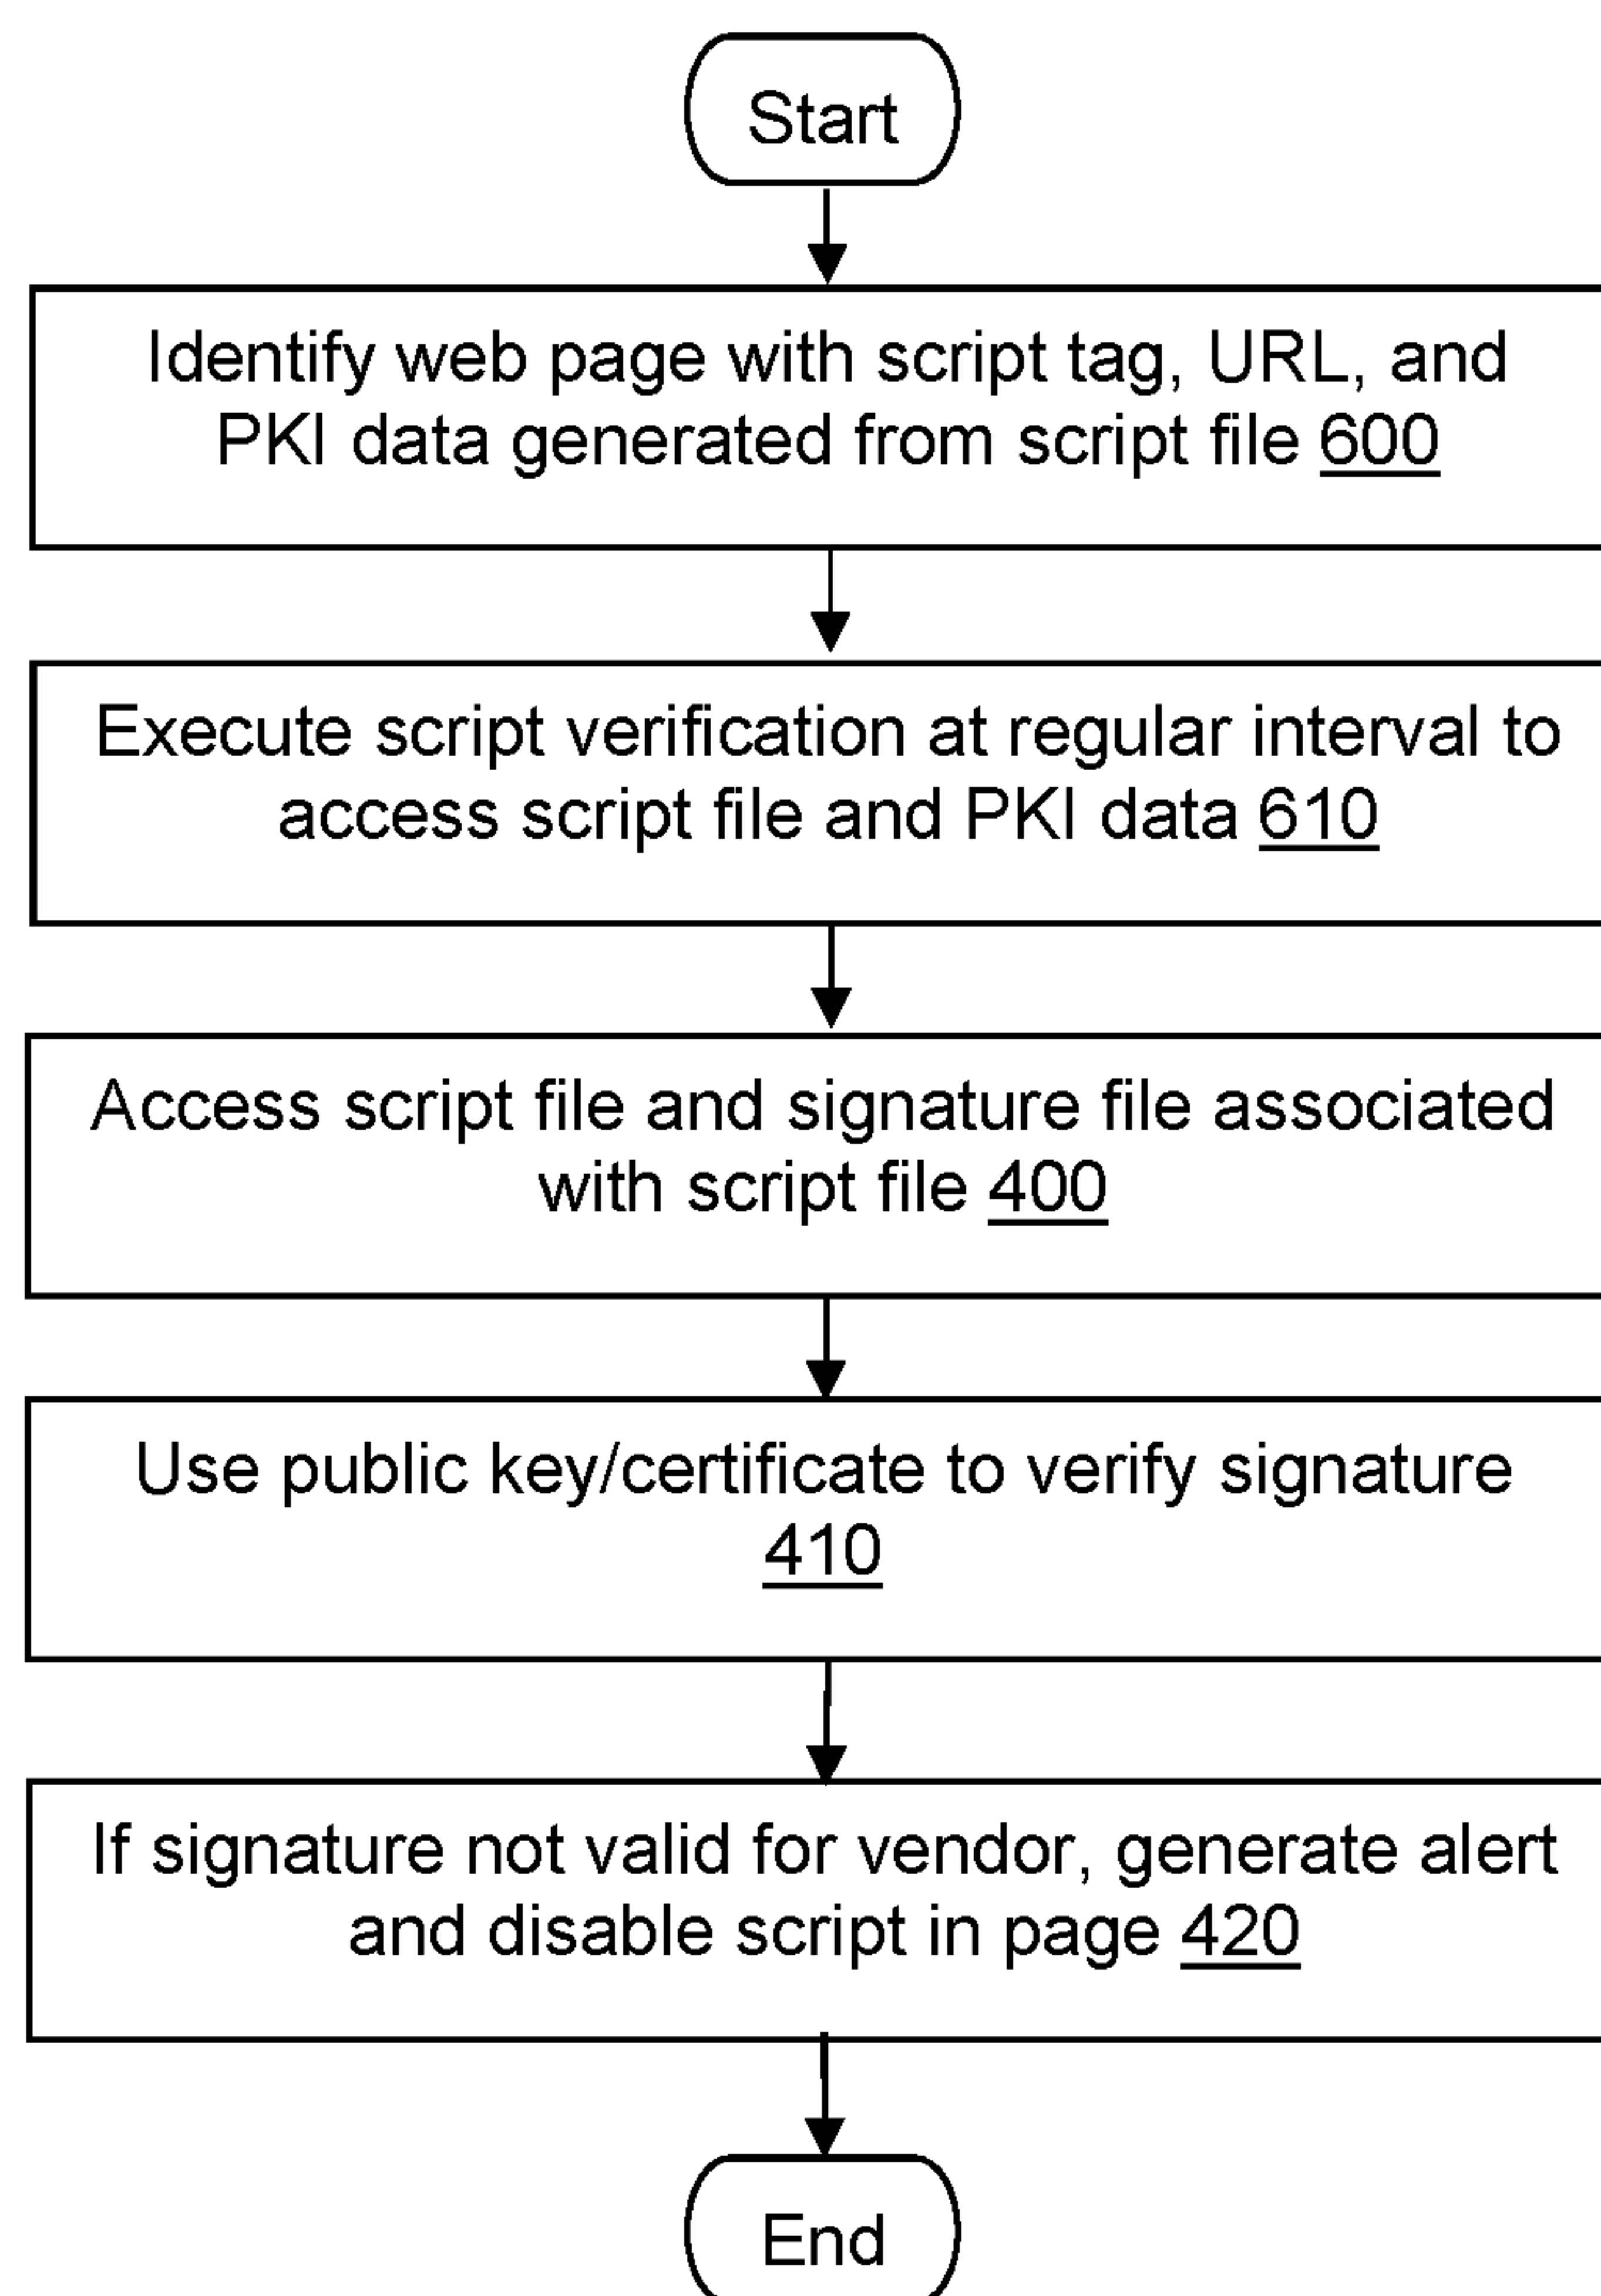 Start
Identify web page with script tag, URL, and
PKI data generated from script file 600
Execute script verification at regular interval to
access script file and PKI data 610
Access script file and signature file associated
with script file 400
Use public key/certificate to verify signature
410
If signature not valid for vendor, generate alert
and disable script in page 420
End